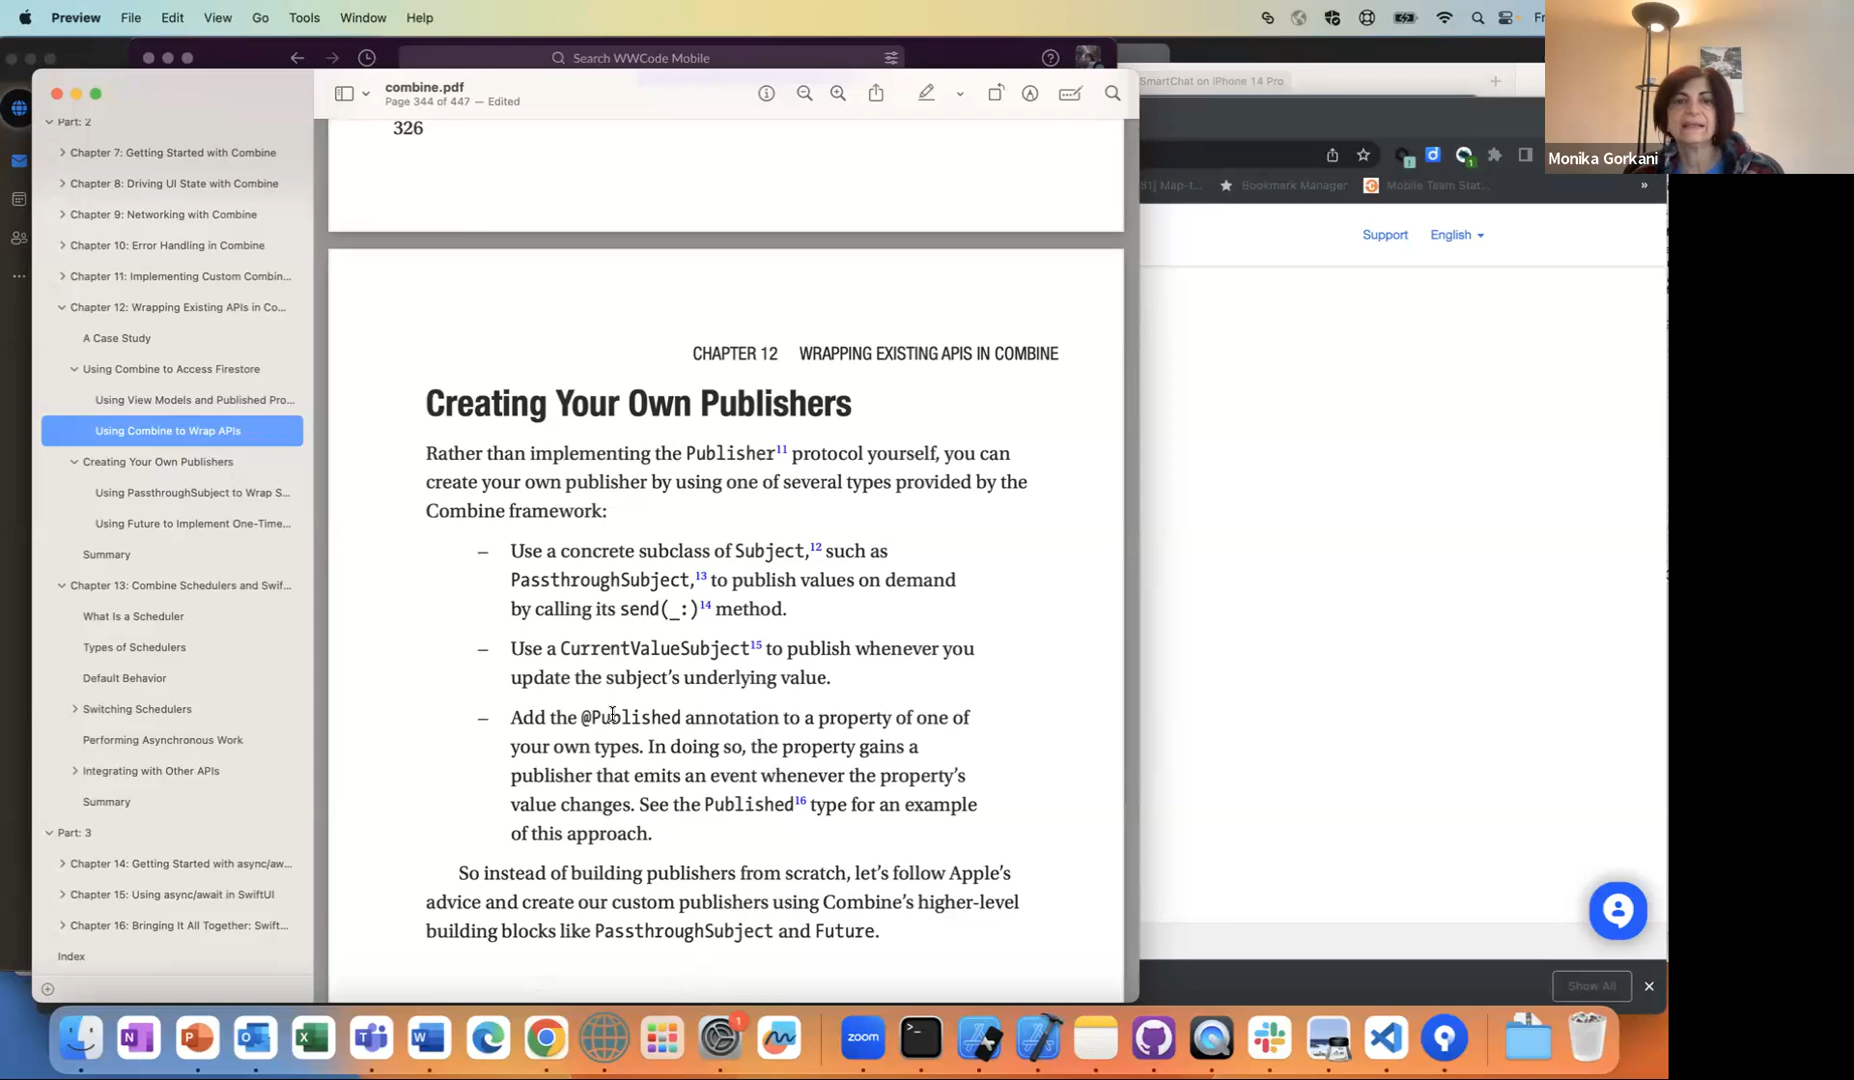 Preview File Edit View Go Tools Window Help
Search WWCode Mobile
combine.pdf
Page 344 of 447 — Edited
Part: 2
Chapter 7: Getting Started with Combine
Chapter 8: Driving UI State with Combine
Chapter 9: Networking with Combine
Chapter 10: Error Handling in Combine
Chapter 11: Implementing Custom Combin...
Chapter 12: Wrapping Existing APIs in Co...
A Case Study
Using Combine to Access Firestore
Using View Models and Published Pro...
Using Combine to Wrap APIs
Creating Your Own Publishers
Using PassthroughSubject to Wrap S...
Using Future to Implement One-Time...
Summary
Chapter 13: Combine Schedulers and Swif...
What Is a Scheduler
Types of Schedulers
Default Behavior
Switching Schedulers
Performing Asynchronous Work
Integrating with Other APIs
Summary
Part: 3
Chapter 14: Getting Started with async/aw...
Chapter 15: Using async/await in SwiftUI
Chapter 16: Bringing It All Together: Swift...
Index
326
CHAPTER 12 WRAPPING EXISTING APIS IN COMBINE
Creating Your Own Publishers
Rather than implementing the Publisher11 protocol yourself, you can
create your own publisher by using one of several types provided by the
Combine framework:
– Use a concrete subclass of Subject,12 such as
PassthroughSubject,13 to publish values on demand
by calling its send(_:)14 method.
– Use a CurrentValueSubject15 to publish whenever you
update the subject's underlying value.
– Add the @Published annotation to a property of one of
your own types. In doing so, the property gains a
publisher that emits an event whenever the property's
value changes. See the Published16 type for an example
of this approach.
So instead of building publishers from scratch, let's follow Apple's
advice and create our custom publishers using Combine's higher-level
building blocks like PassthroughSubject and Future.
SmartChat on iPhone 14 Pro
Bookmark Manager
Mobile Team Stat...
Support English
Show All
Monika Gorkani
zoom